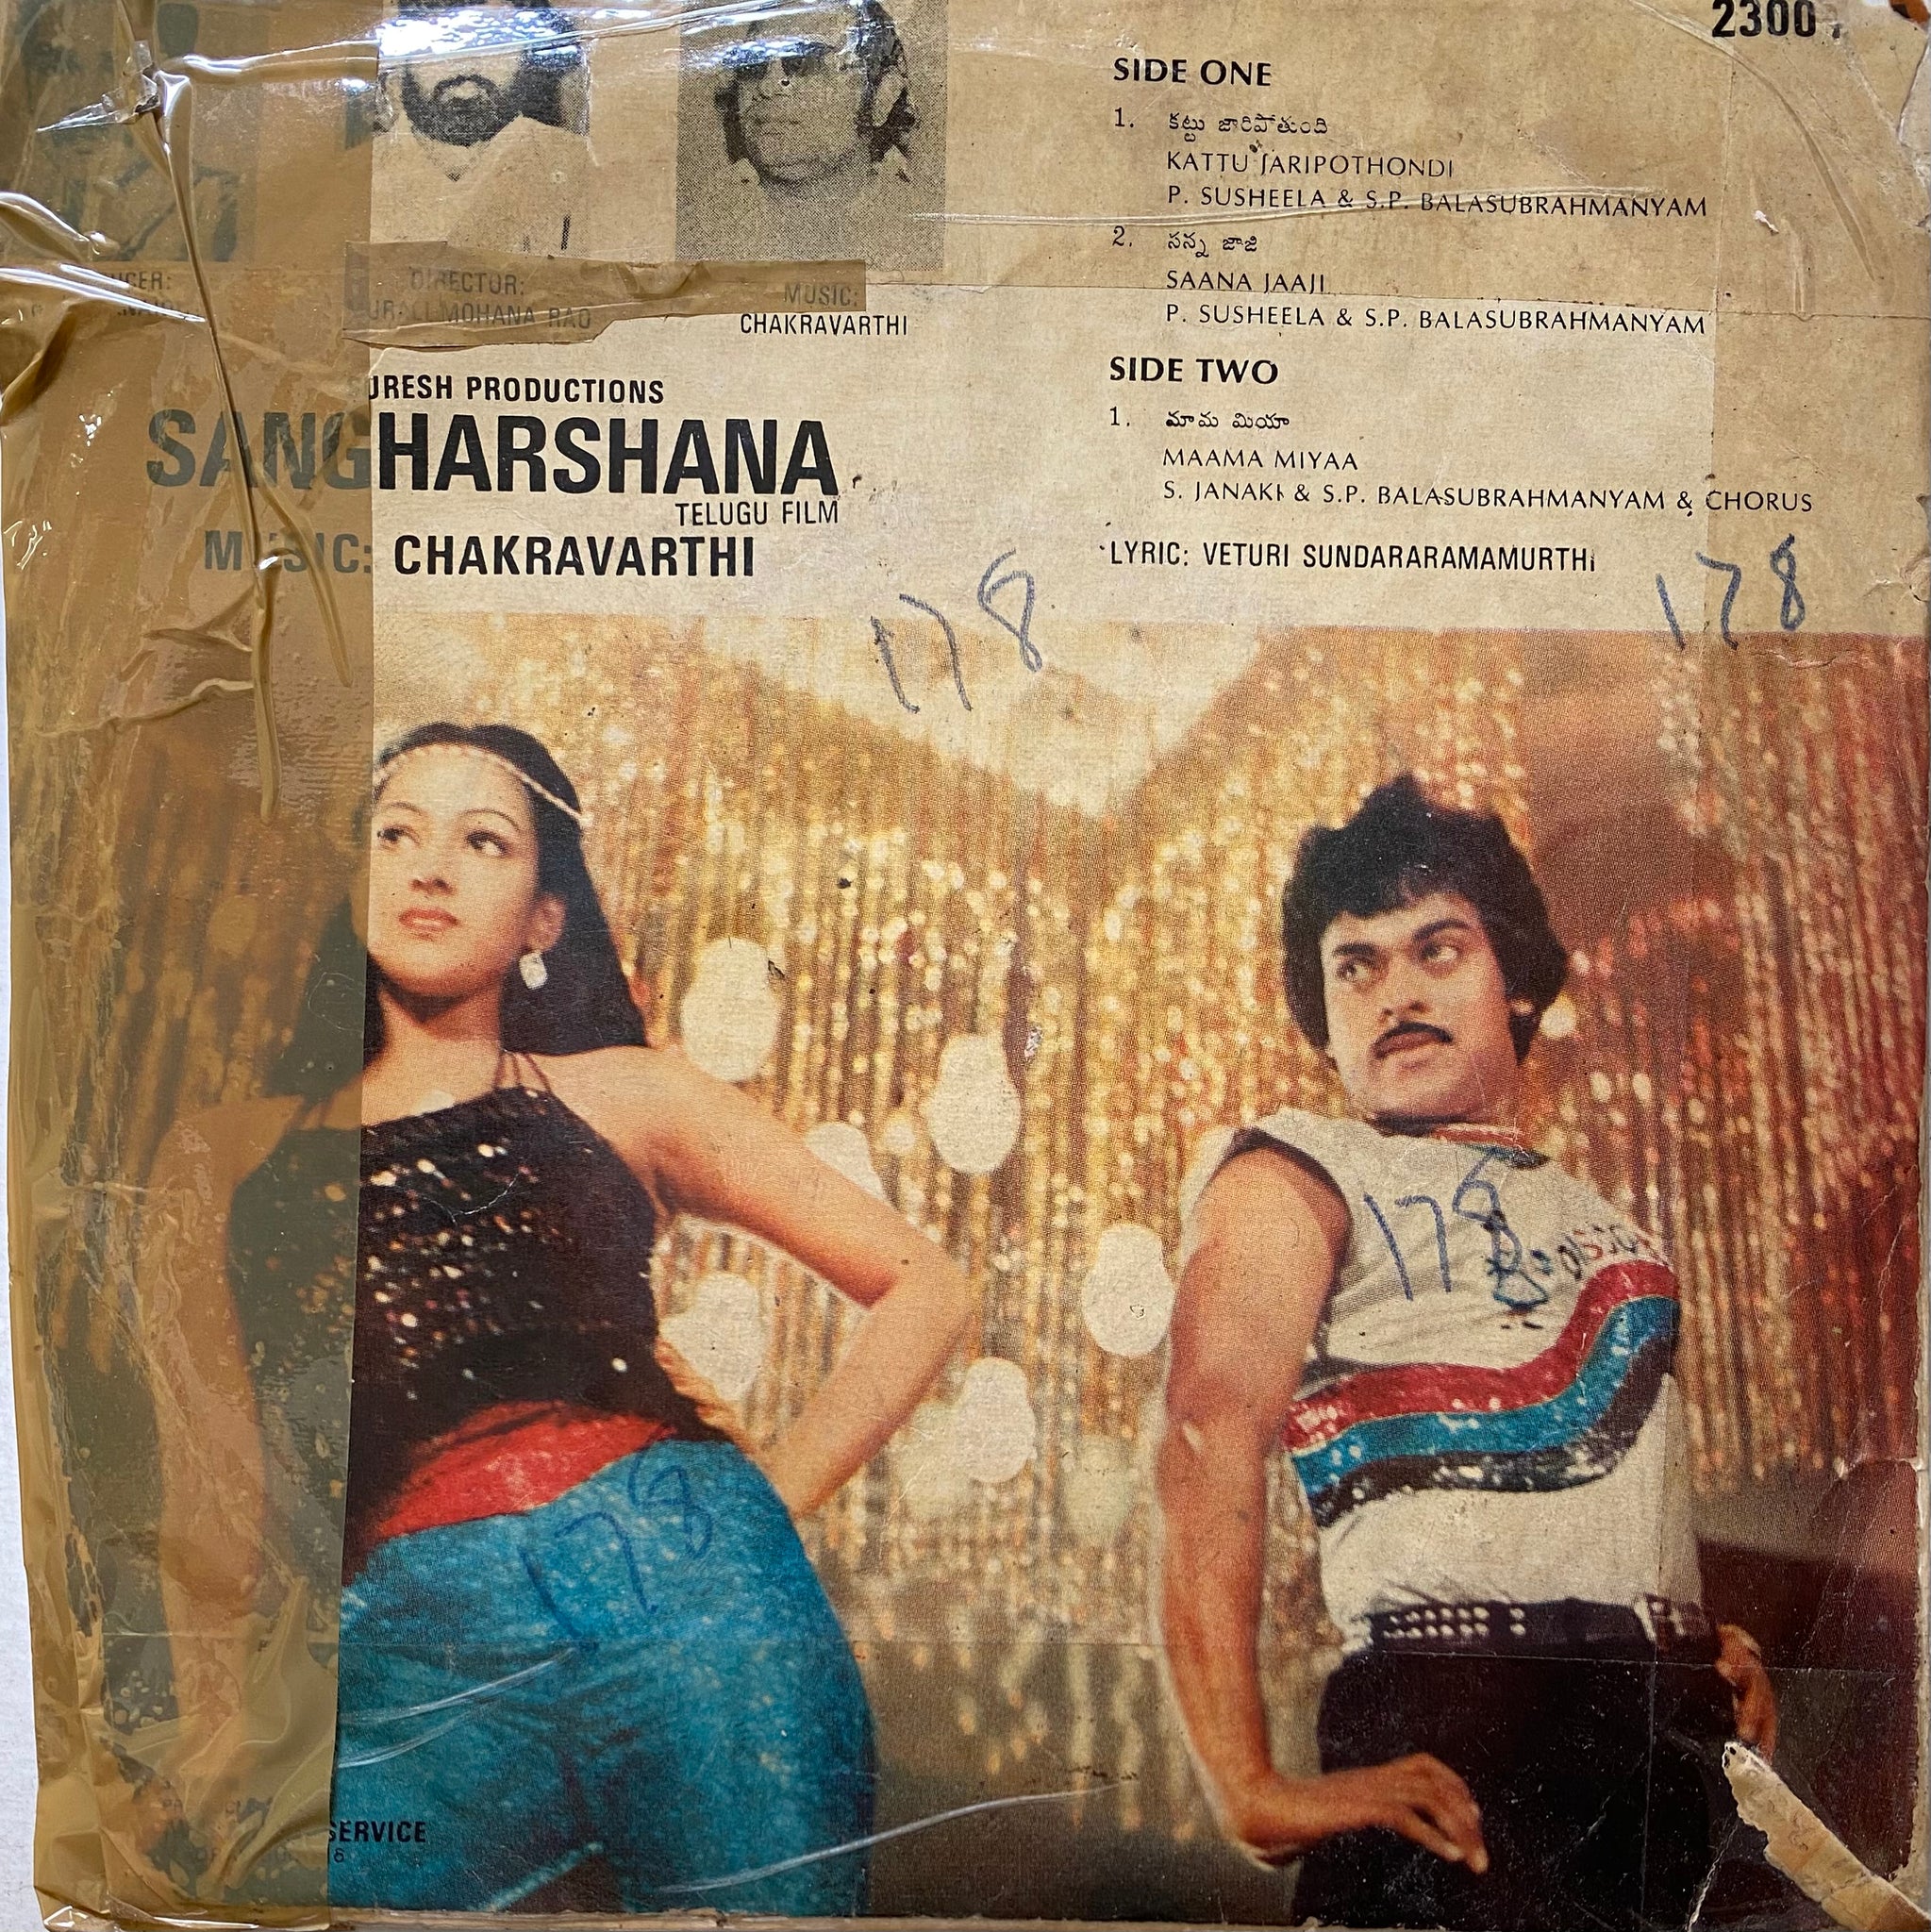 2300
SIDE ONE
1. కట్టు జారిపోతుంది
KATTU JARIPOTHONDI
P. SUSHEELA & S.P. BALASUBRAHMANYAM
2. సన్న జాజి
SAANA JAAJI
P. SUSHEELA & S.P. BALASUBRAHMANYAM
SIDE TWO
1. మామ మియా
MAAMA MIYAA
S. JANAKI & S.P. BALASUBRAHMANYAM & CHORUS
LYRIC: VETURI SUNDARARAMAMURTHI
DIRECTOR:
MOHANA RAO
MUSIC:
CHAKRAVARTHI
URESH PRODUCTIONS
SANGHARSHANA
TELUGU FILM
MUSIC: CHAKRAVARTHI
178
178
178
178
SERVICE